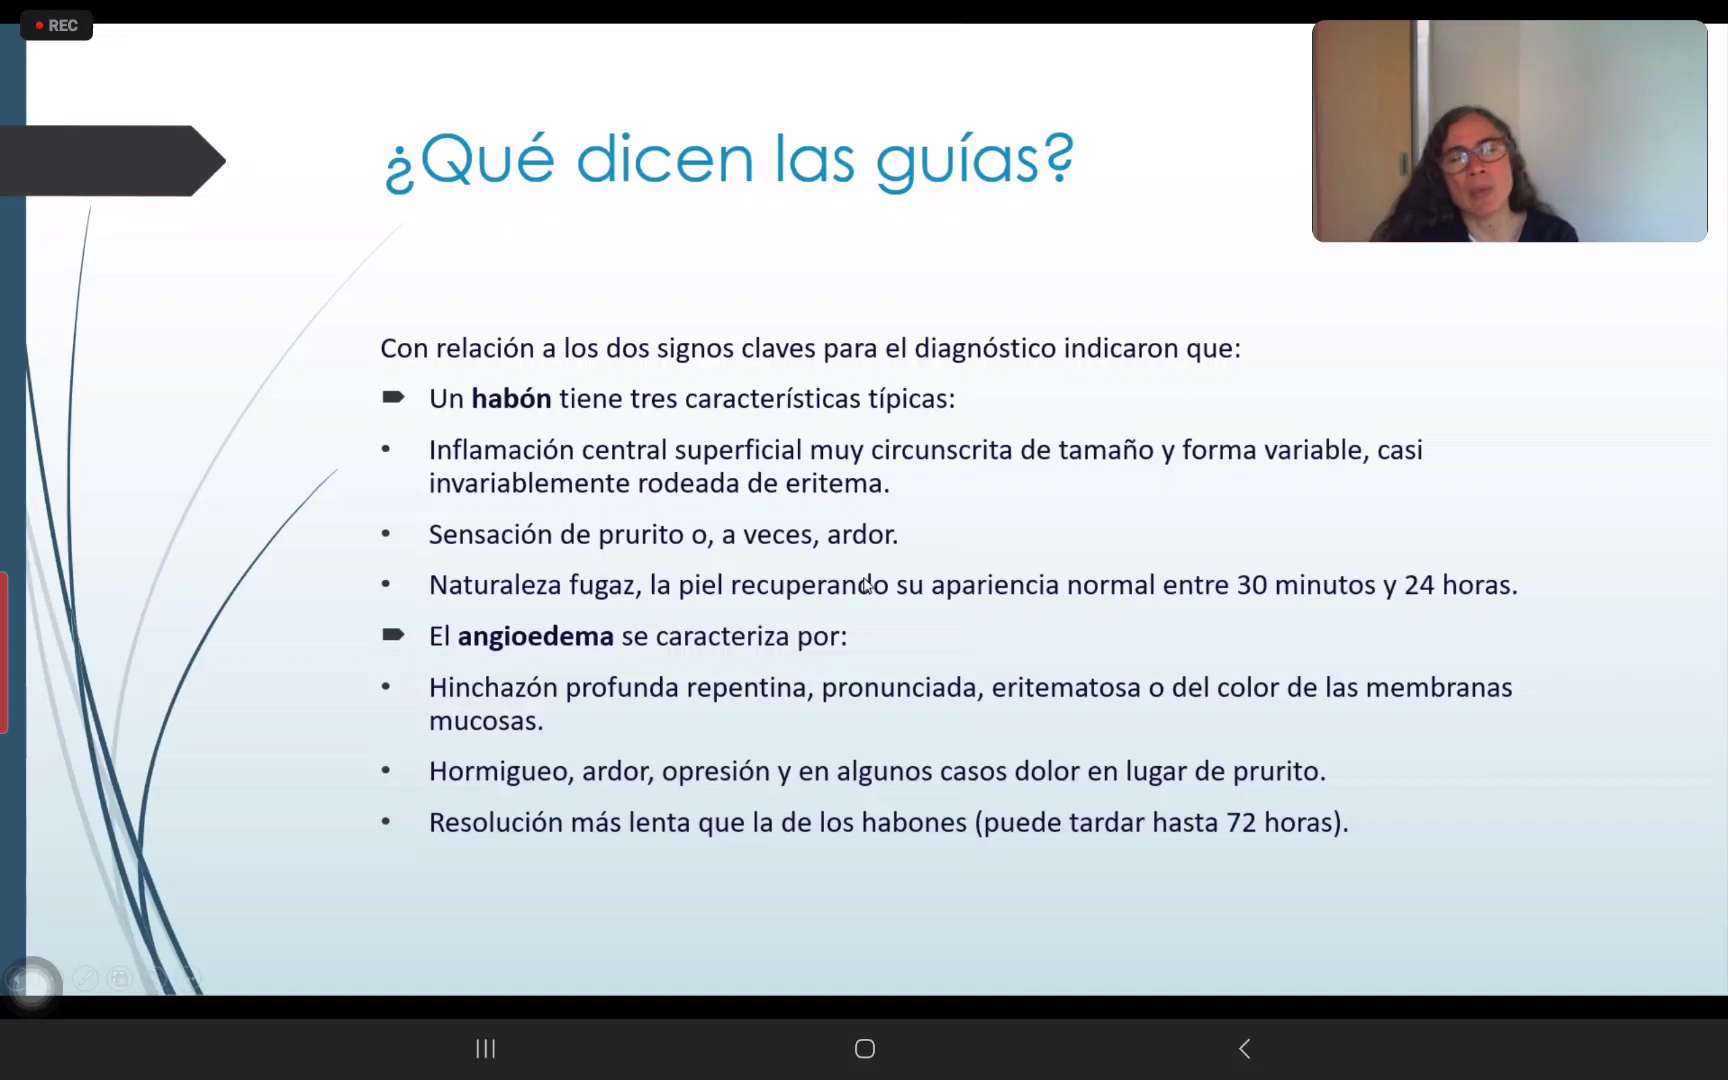 REC
¿Qué dicen las guías?
Con relación a los dos signos claves para el diagnóstico indicaron que:
Un habón tiene tres características típicas:
• Inflamación central superficial muy circunscrita de tamaño y forma variable, casi
invariablemente rodeada de eritema.
• Sensación de prurito o, a veces, ardor.
• Naturaleza fugaz, la piel recuperando su apariencia normal entre 30 minutos y 24 horas.
El angioedema se caracteriza por:
• Hinchazón profunda repentina, pronunciada, eritematosa o del color de las membranas
mucosas.
• Hormigueo, ardor, opresión y en algunos casos dolor en lugar de prurito.
• Resolución más lenta que la de los habones (puede tardar hasta 72 horas).